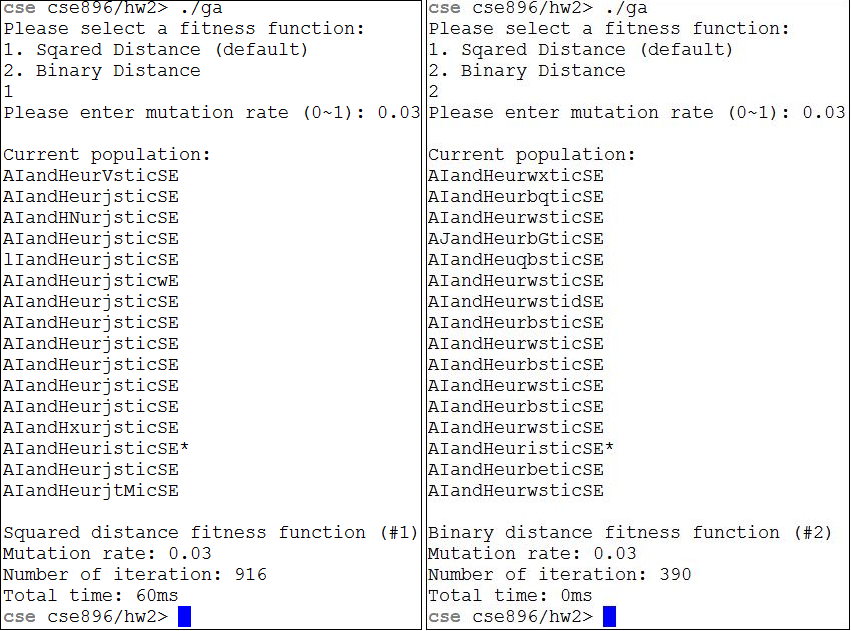 cse cse896/hw2> ./ga
Please select a fitness function:
1. Sqared Distance (default)
2. Binary Distance
1
Please enter mutation rate (0~1): 0.03
Current population:
AIandHeurVsticSE
AIandHeurjsticSE
AIandHNurjsticSE
AIandHeurjsticSE
lIandHeurjsticSE
AIandHeurjsticwE
AIandHeurjsticSE
AIandHeurjsticSE
AIandHeurjsticSE
AIandHeurjsticSE
AIandHeurjsticSE
AIandHeurjsticSE
AIandHxurjsticSE
AIandHeuristicSE*
AIandHeurjsticSE
AIandHeurjtMicSE
Squared distance fitness function (#1)
Mutation rate: 0.03
Number of iteration: 916
Total time: 60ms
cse cse896/hw2>
cse cse896/hw2> ./ga
Please select a fitness function:
1. Sqared Distance (default)
2. Binary Distance
2
Please enter mutation rate (0~1): 0.03
Current population:
AIandHeurwxticSE
AIandHeurbqticSE
AIandHeurwsticSE
AJandHeurbGticSE
AIandHeuqbsticSE
AIandHeurwsticSE
AIandHeurwstidSE
AIandHeurbsticSE
AIandHeurwsticSE
AIandHeurbsticSE
AIandHeurwsticSE
AIandHeurbsticSE
AIandHeurwsticSE
AIandHeuristicSE*
AIandHeurbeticSE
AIandHeurwsticSE
Binary distance fitness function (#2)
Mutation rate: 0.03
Number of iteration: 390
Total time: 0ms
cse cse896/hw2>